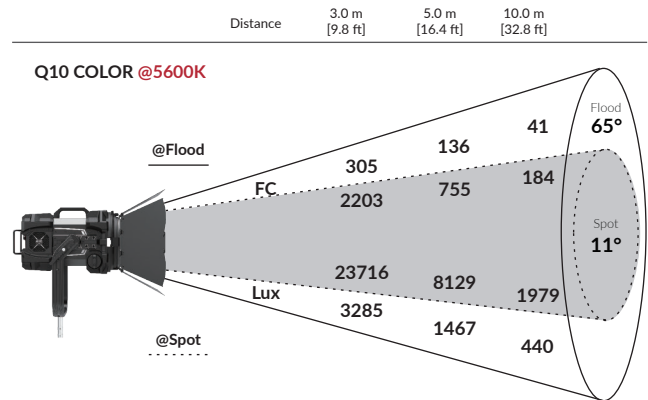 Distance 3.0 m 5.0 m 10.0 m
[9.8 ft] [16.4 ft] [32.8 ft]
Q10 COLOR @5600K
Flood
65°
@Flood
41
136
305
FC
184
755
2203
Spot
11°
23716
8129
1979
Lux
3285
1467
440
@Spot